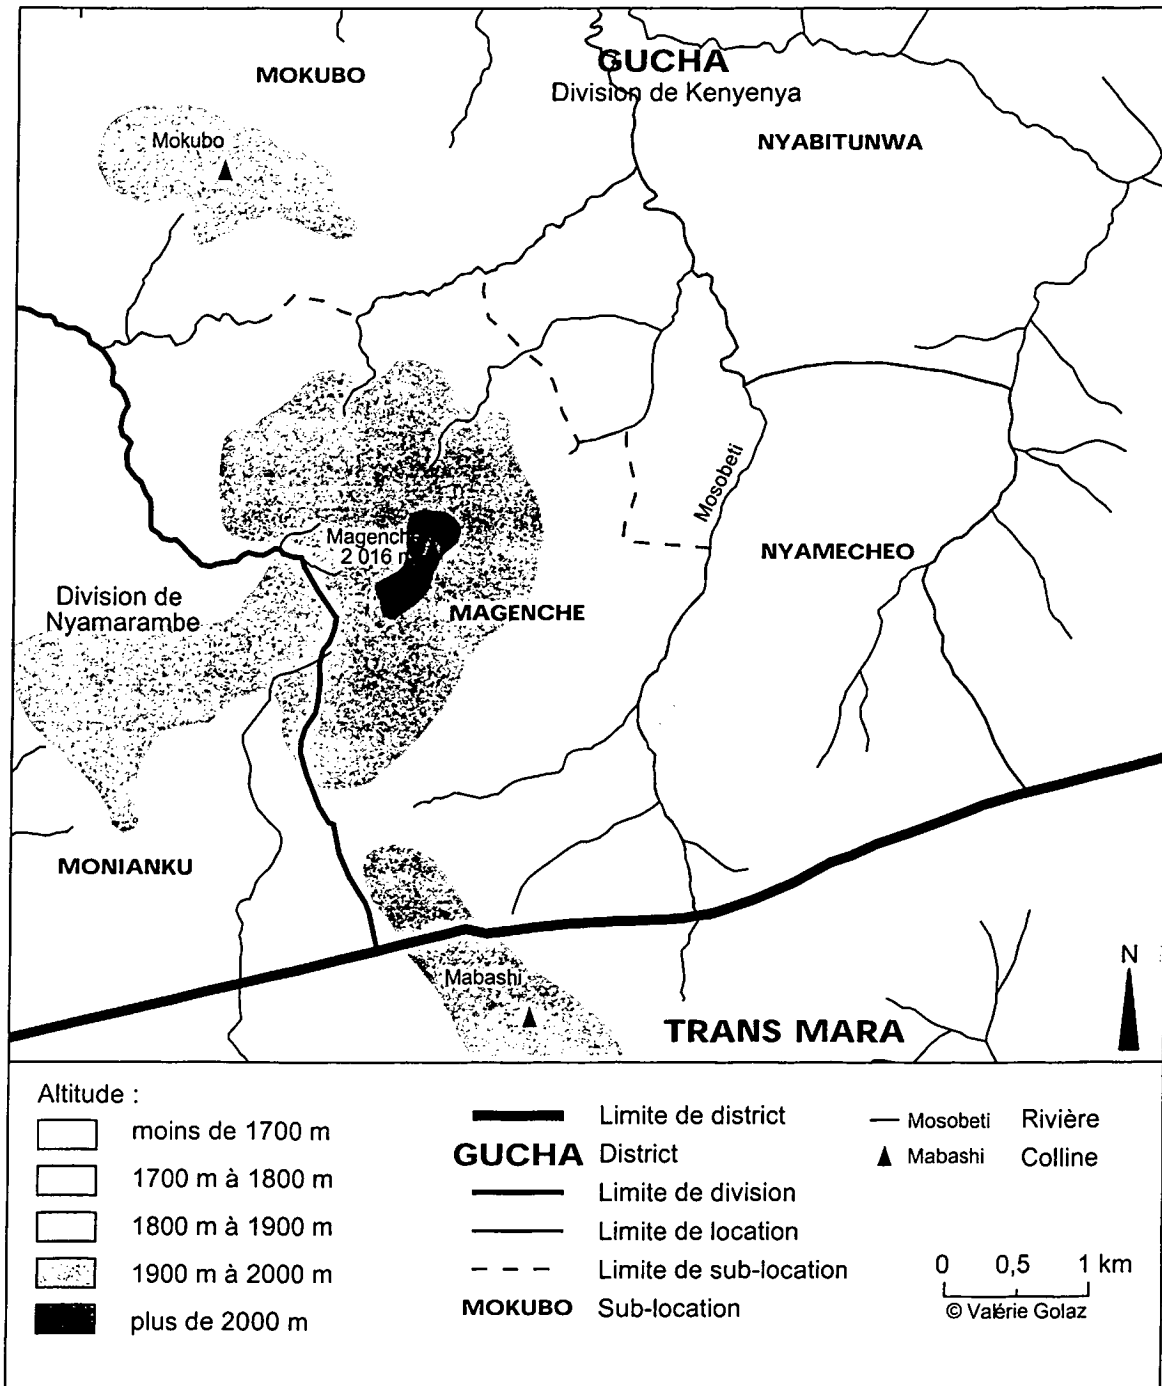 MOKUBO
GUCHA
Division de Kenyenya
Mokubo
NYABITUNWA
Mosobeti
Magenche
2 016 m
NYAMECHEO
Division de
Nyamarambe
MAGENCHE
MONIANKU
Mabashi
N
TRANS MARA
Altitude :
moins de 1700 m
1700 m à 1800 m
1800 m à 1900 m
1900 m à 2000 m
plus de 2000 m
Limite de district
GUCHA District
Limite de division
Limite de location
Limite de sub-location
MOKUBO Sub-location
Mosobeti Rivière
Mabashi Colline
0 0,5 1 km
© Valérie Golaz